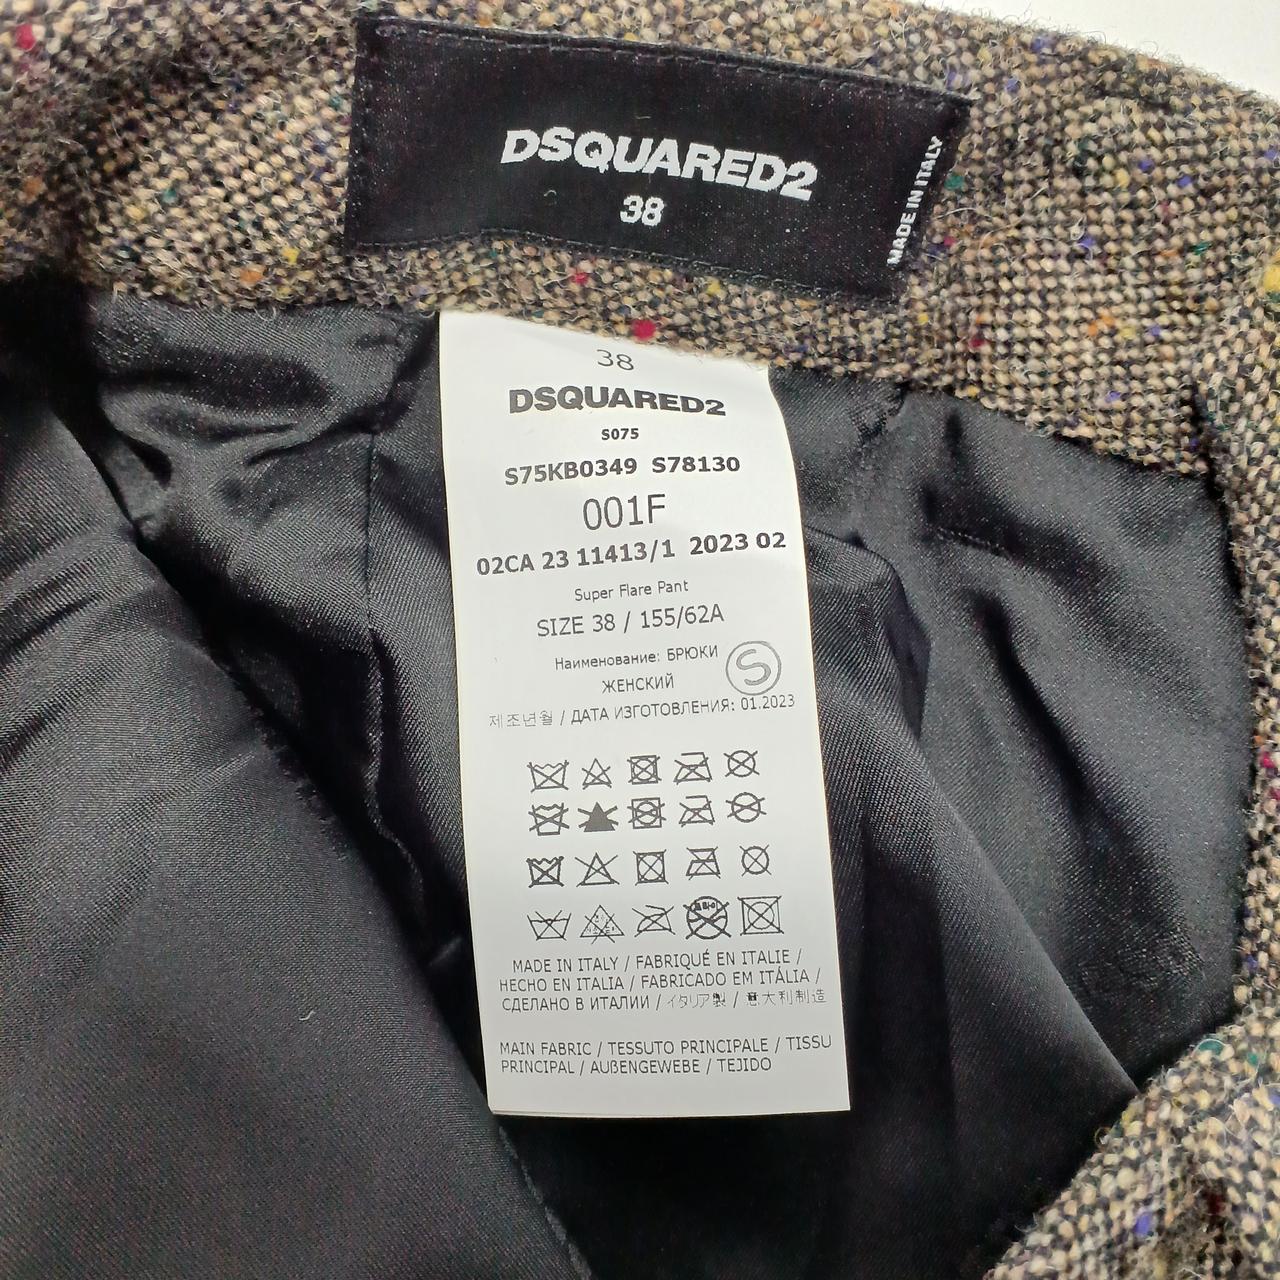 DSQUARED2
38
MADE IN ITALY
38
DSQUARED2
S075
S75KB0349 S78130
001F
02CA 23 11413/1 2023 02
Super Flare Pant
SIZE 38 / 155/62A
Наименование: БРЮКИ
ЖЕНСКИЙ
S
제조년월 / ДАТА ИЗГОТОВЛЕНИЯ: 01.2023
MADE IN ITALY / FABRIQUÉ EN ITALIE /
HECHO EN ITALIA / FABRICADO EM ITÁLIA /
СДЕЛАНО В ИТАЛИИ / イタリア製 / 意大利制造
MAIN FABRIC / TESSUTO PRINCIPALE / TISSU
PRINCIPAL / AUßENGEWEBE / TEJIDO